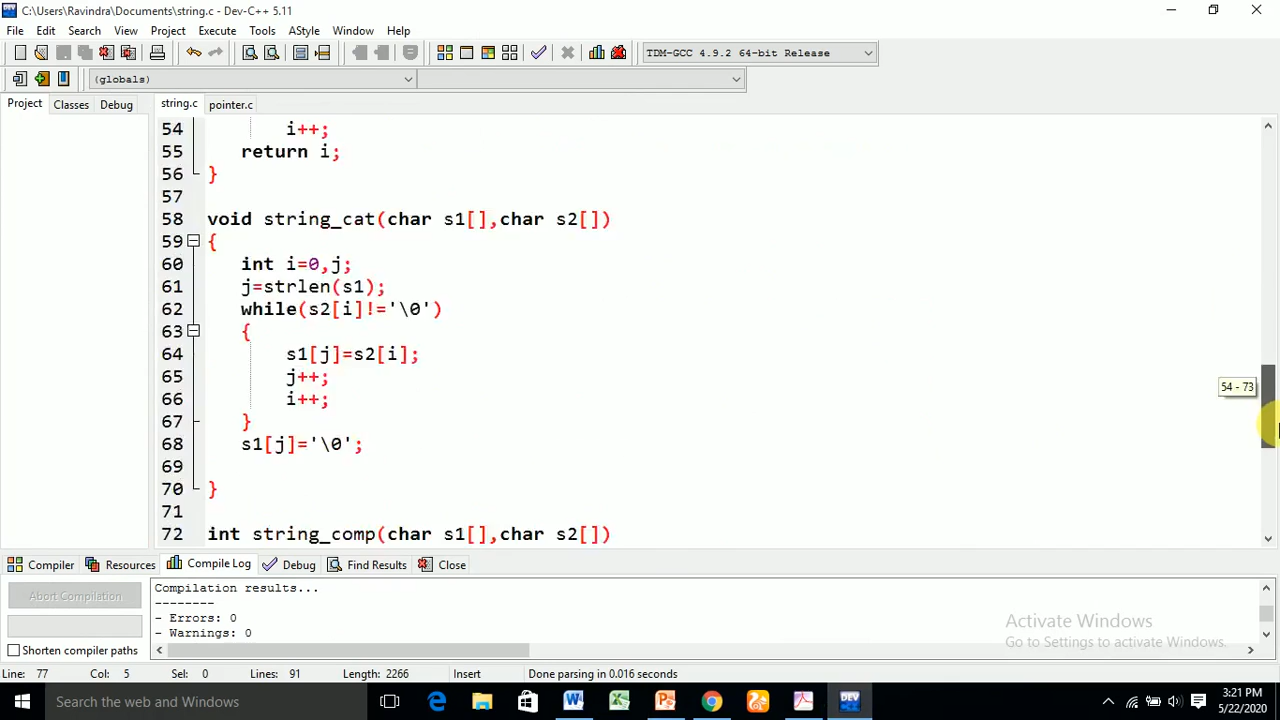 C:\Users\Ravindra\Documents\string.c - Dev-C++ 5.11
File Edit Search View Project Execute Tools AStyle Window Help
TDM-GCC 4.9.2 64-bit Release
(globals)
Project Classes Debug string.c pointer.c
54 i++;
55 return i;
56 }
57
58 void string_cat(char s1[],char s2[])
59 {
60 int i=0,j;
61 j=strlen(s1);
62 while(s2[i]!='\0')
63 {
64 s1[j]=s2[i];
65 j++;
54 - 73
66 i++;
67 }
68 s1[j]='\0';
69
70 }
71
72 int string_comp(char s1[],char s2[])
Compiler Resources Compile Log Debug Find Results Close
Abort Compilation
Shorten compiler paths
Compilation results...
--------
- Errors: 0
- Warnings: 0
Activate Windows
Go to Settings to activate Windows.
Line: 77 Col: 5 Sel: 0 Lines: 91 Length: 2266 Insert Done parsing in 0.016 seconds
Search the web and Windows
DEV
3:21 PM
5/22/2020